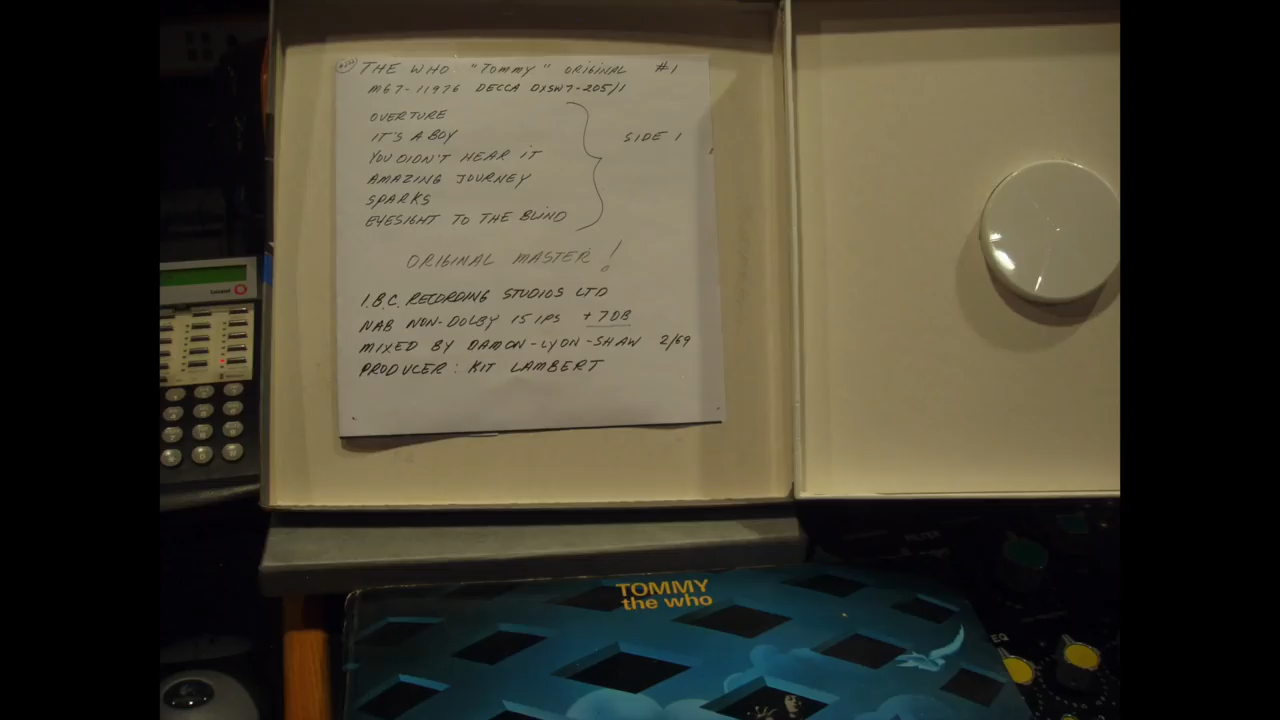 THE WHO "TOMMY" ORIGINAL #1
M67-11976 DECCA DXSW7-205/1
OVERTURE
IT'S A BOY
YOU DIDN'T HEAR IT
AMAZING JOURNEY
SPARKS
EYESIGHT TO THE BLIND
SIDE 1
ORIGINAL MASTER!
I.B.C. RECORDING STUDIOS LTD
NAB NON-DOLBY 15 IPS +7DB
MIXED BY DAMON-LYON-SHAW 2/69
PRODUCER: KIT LAMBERT
Lucent
TOMMY
the who
EQ